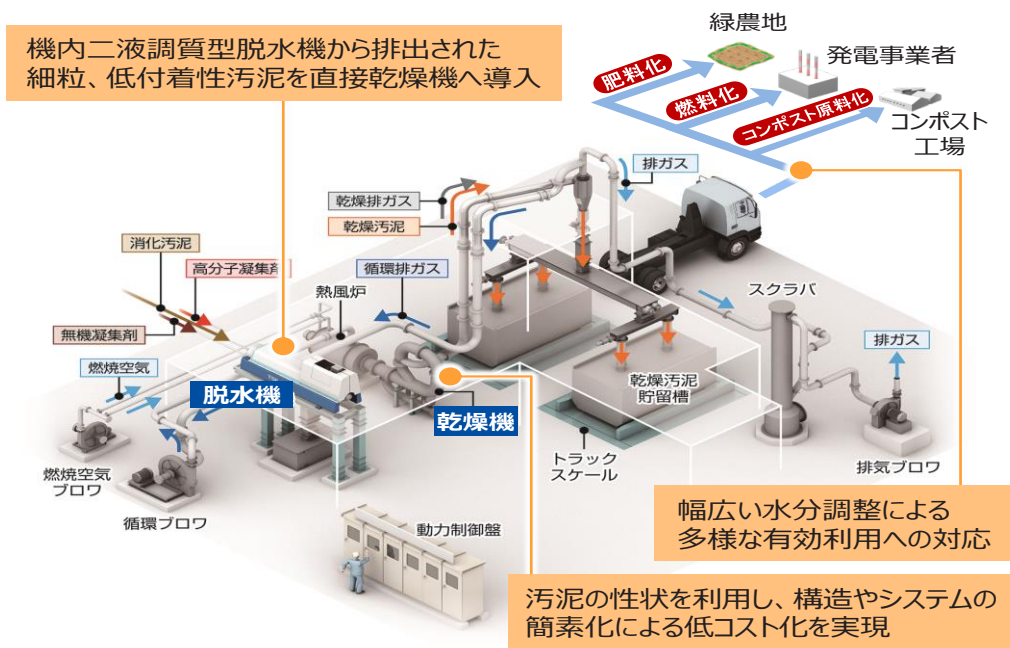 機内二液調質型脱水機から排出された
細粒、低付着性汚泥を直接乾燥機へ導入
緑農地
発電事業者
コンポスト
工場
肥料化
燃料化
コンポスト原料化
排ガス
乾燥排ガス
乾燥汚泥
循環排ガス
消化汚泥
高分子凝集剤
無機凝集剤
熱風炉
燃焼空気
脱水機
乾燥機
スクラバ
排ガス
乾燥汚泥
貯留槽
トラック
スケール
排気ブロワ
燃焼空気
ブロワ
循環ブロワ
動力制御盤
幅広い水分調整による
多様な有効利用への対応
汚泥の性状を利用し、構造やシステムの
簡素化による低コスト化を実現